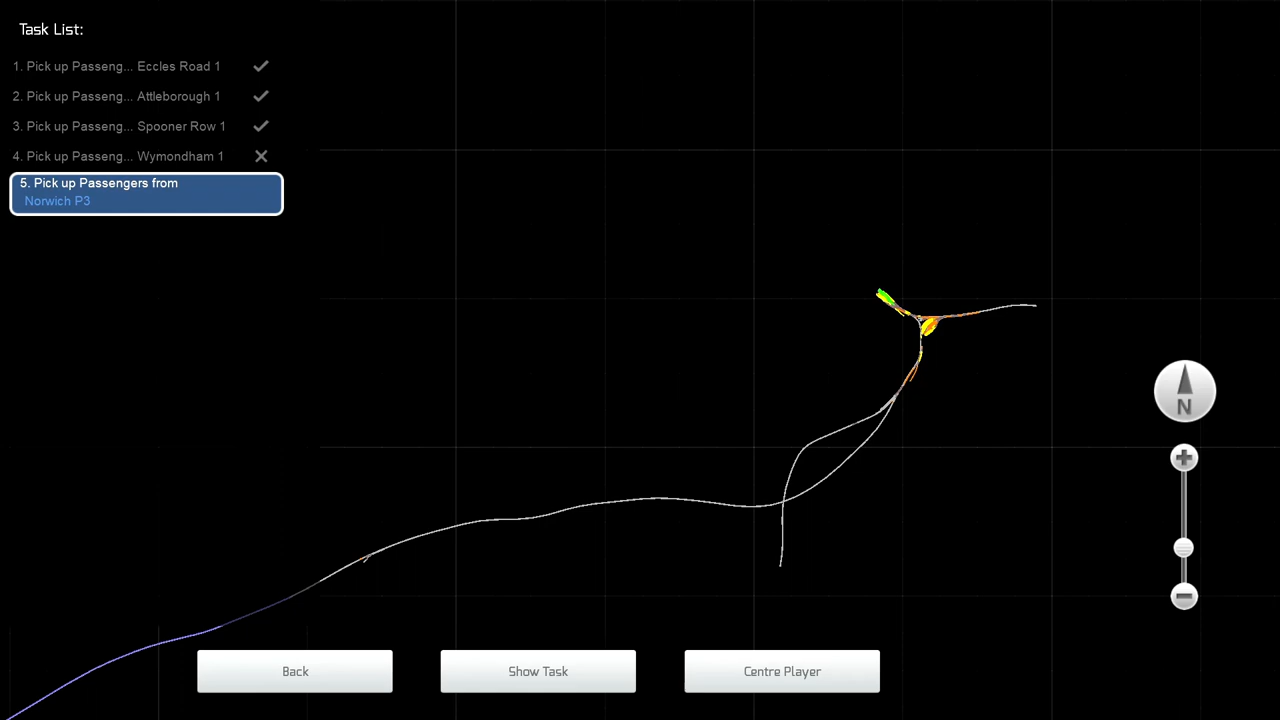 Task List:
1. Pick up Passeng... Eccles Road 1
2. Pick up Passeng... Attleborough 1
3. Pick up Passeng... Spooner Row 1
4. Pick up Passeng... Wymondham 1
5. Pick up Passengers from
Norwich P3
N
Back
Show Task
Centre Player